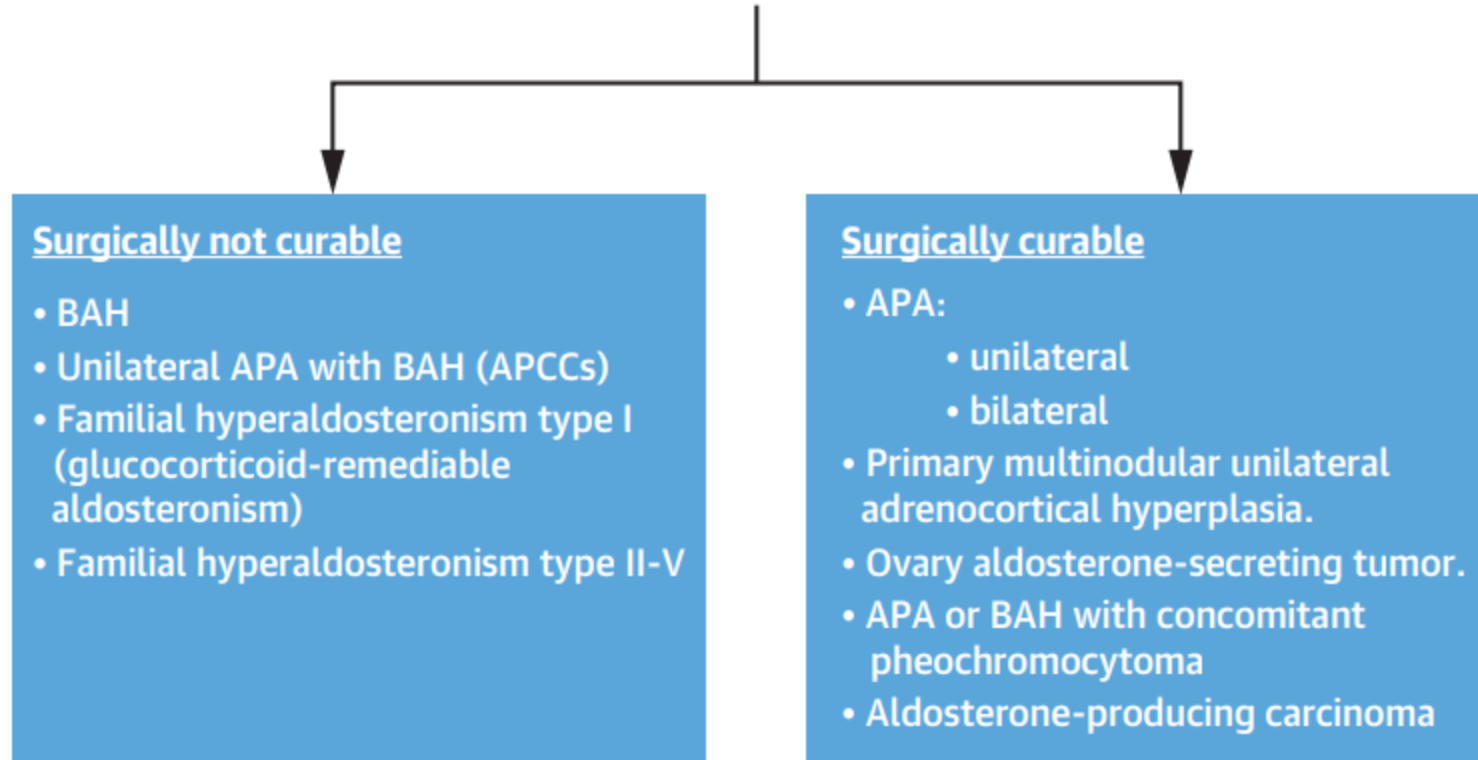 Surgically not curable
• BAH
• Unilateral APA with BAH (APCCs)
• Familial hyperaldosteronism type I
(glucocorticoid-remediable
aldosteronism)
• Familial hyperaldosteronism type II-V
Surgically curable
• APA:
• unilateral
• bilateral
• Primary multinodular unilateral
adrenocortical hyperplasia.
• Ovary aldosterone-secreting tumor.
• APA or BAH with concomitant
pheochromocytoma
• Aldosterone-producing carcinoma